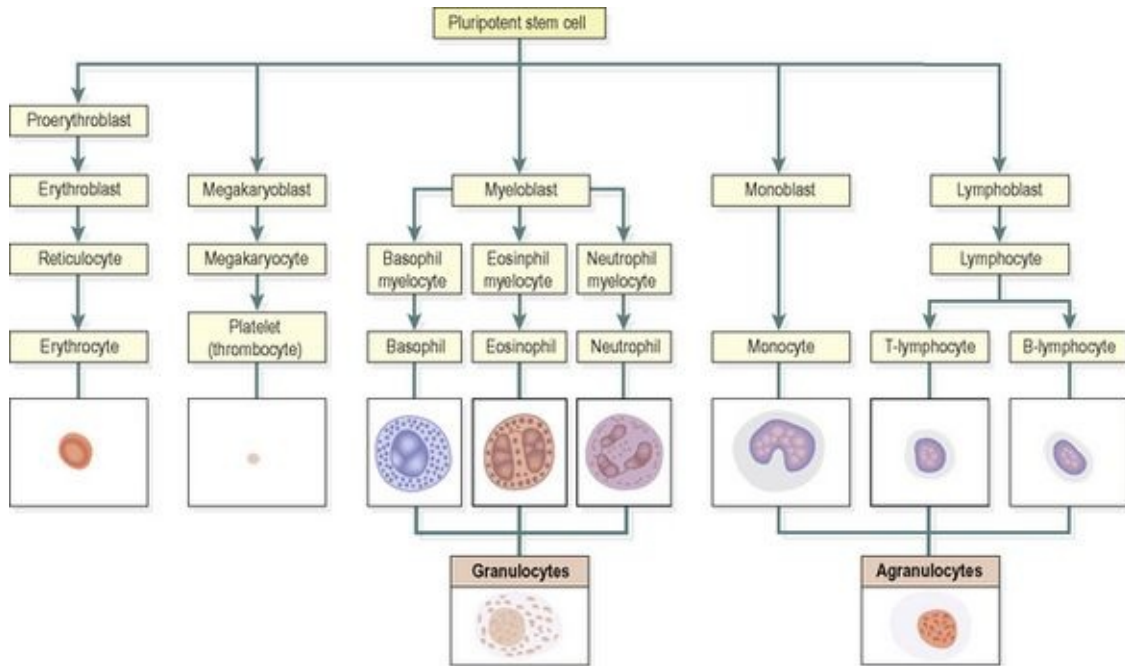 Pluripotent stem cell
Proerythroblast
Erythroblast
Megakaryoblast
Myeloblast
Monoblast
Lymphoblast
Reticulocyte
Megakaryocyte
Basophil
myelocyte
Eosinphil
myelocyte
Neutrophil
myelocyte
Lymphocyte
Erythrocyte
Platelet
(thrombocyte)
Basophil
Eosinophil
Neutrophil
Monocyte
T-lymphocyte
B-lymphocyte
Granulocytes
Agranulocytes